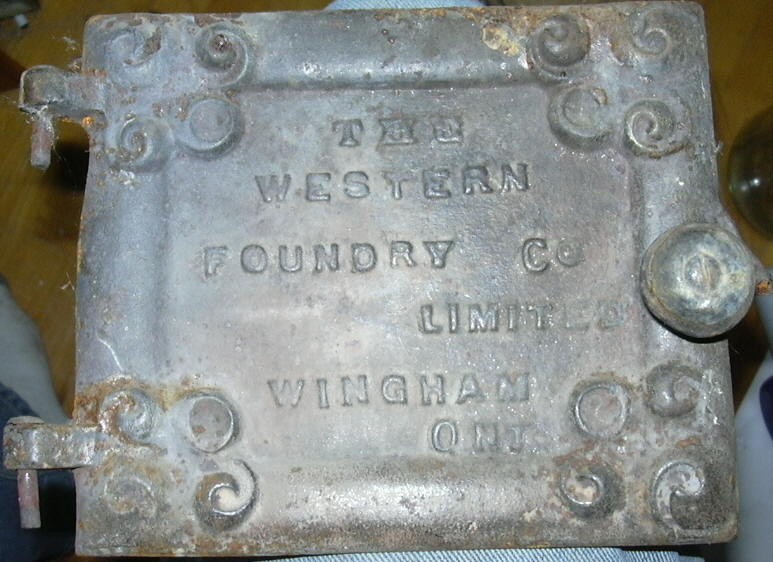 THE
WESTERN
FOUNDRY Co
LIMITED
WINGHAM
ONT